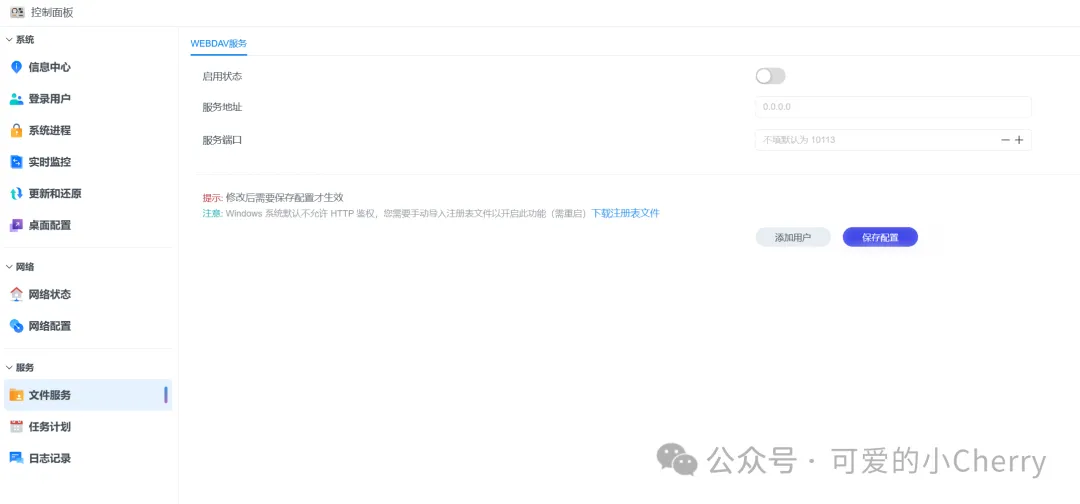 控制面板
系统
信息中心
登录用户
系统进程
实时监控
更新和还原
桌面配置
网络
网络状态
网络配置
服务
文件服务
任务计划
日志记录
WEBDAV服务
启用状态
服务地址
0.0.0.0
服务端口
不填默认为 10113
提示: 修改后需要保存配置才生效
注意: Windows 系统默认不允许 HTTP 鉴权，您需要手动导入注册表文件以开启此功能（需重启）下载注册表文件
添加用户
保存配置
公众号 · 可爱的小Cherry